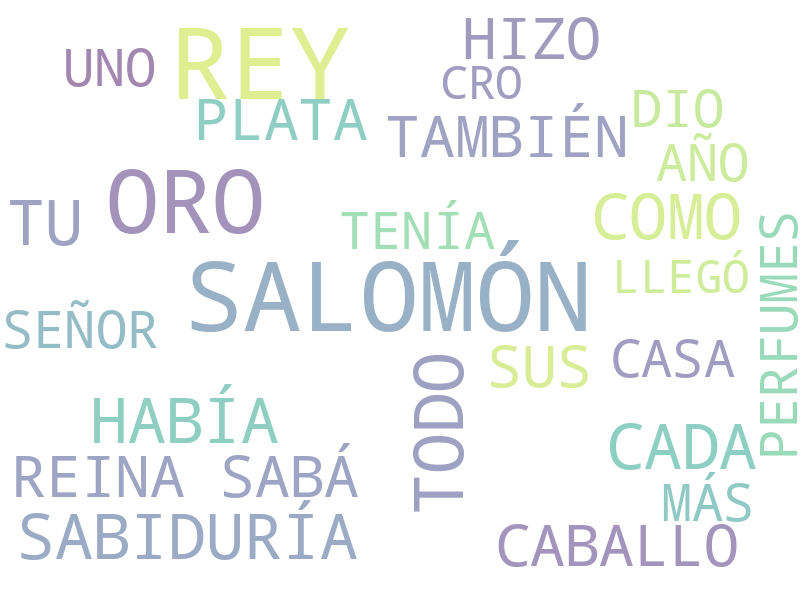 HIZO
UNO
REY
CRO
PLATA
DIO
TAMBIÉN
AÑO
ORO
TU
COMO
TENÍA
LLEGÓ
SALOMÓN
PERFUMES
SEÑOR
CASA
SUS
TODO
HABÍA
CADA
REINA SABÁ
MÁS
SABIDURÍA
CABALLO